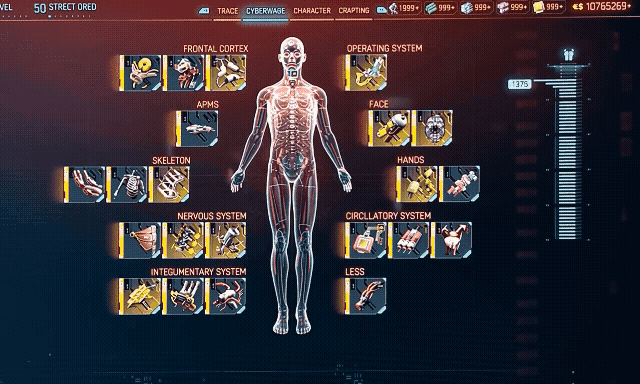 VEL 50 STRECT ORED TRACE CYBERWAGE CHARACTER CRAPTING 1999+ 999+ 999+ 999+ 999+ €$ 10765269+
FRONTAL CORTEX OPERATING SYSTEM
1375
APMS FACE
SKELETON HANDS
NERVOUS SYSTEM CIRCLLATORY SYSTEM
INTEGUMENTARY SYSTEM LESS